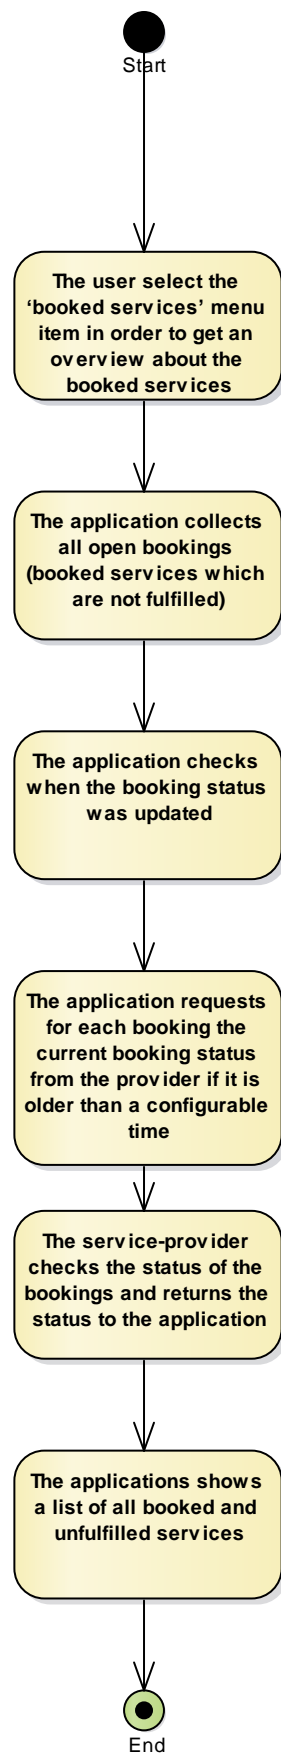 Start
The user select the
‘booked services’ menu
item in order to get an
overview about the
booked services
The application collects
all open bookings
(booked services which
are not fulfilled)
The application checks
when the booking status
was updated
The application requests
for each booking the
current booking status
from the provider if it is
older than a configurable
time
The service-provider
checks the status of the
bookings and returns the
status to the application
The applications shows
a list of all booked and
unfulfilled services
End